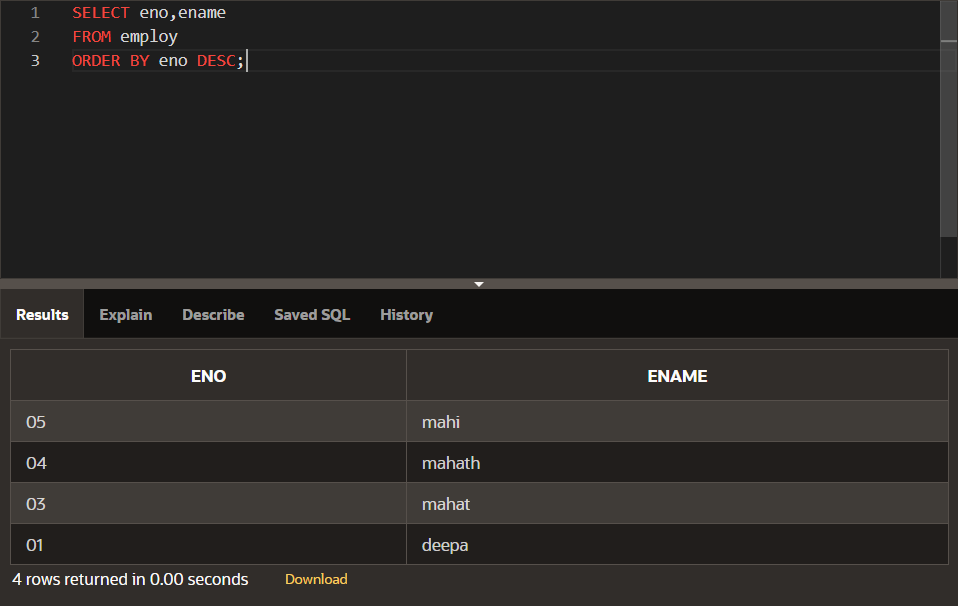 1 SELECT eno,ename
2 FROM employ
3 ORDER BY eno DESC;
Results Explain Describe Saved SQL History
ENO ENAME
05 mahi
04 mahath
03 mahat
01 deepa
4 rows returned in 0.00 seconds Download